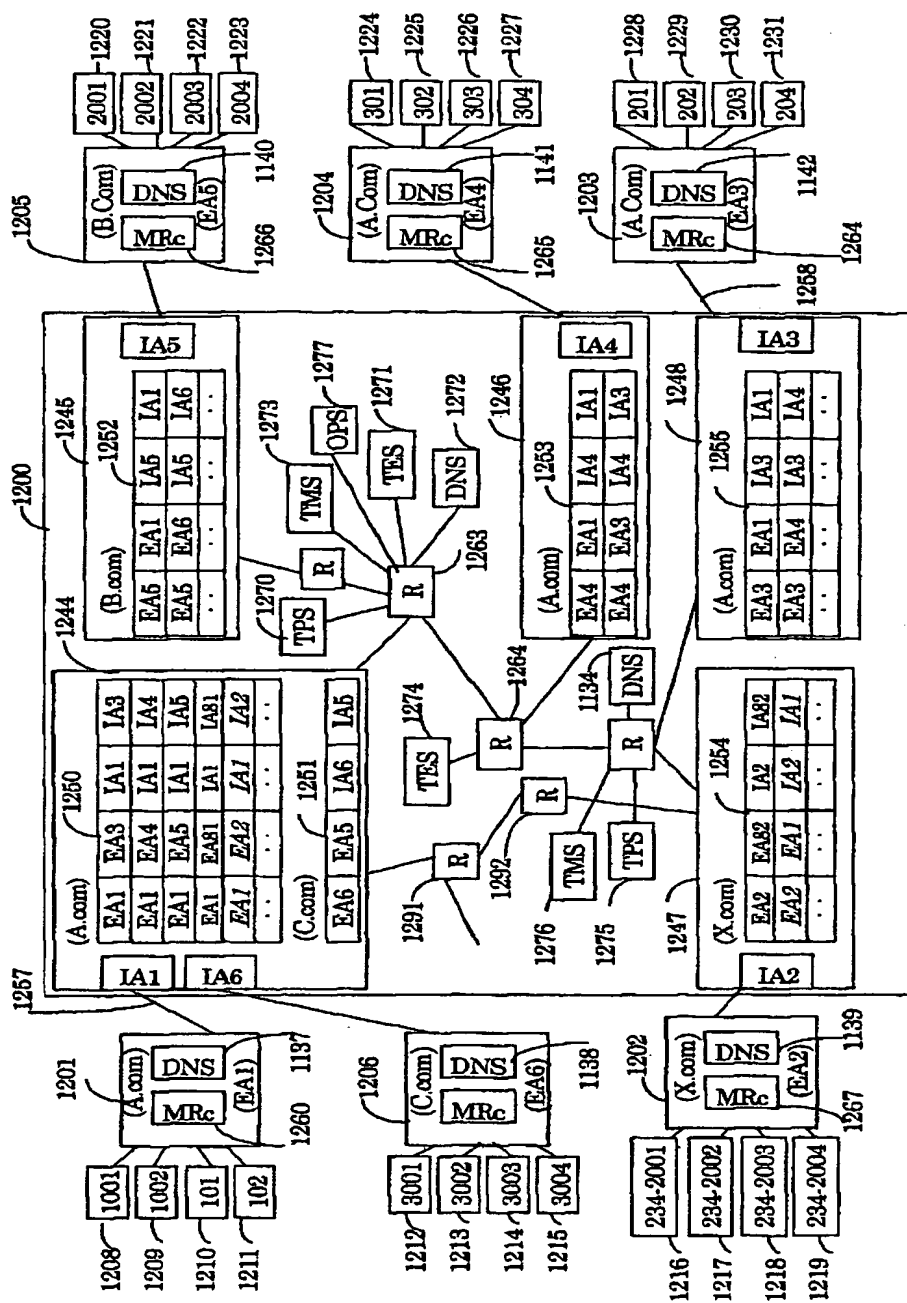 1200
1205
(B.Com)
MRc
DNS
(EA5)
1266
1140
2001
2002
2003
2004
1220
1221
1222
1223
1204
(A.Com)
MRc
DNS
(EA4)
1265
1141
301
302
303
304
1224
1225
1226
1227
1203
(A.Com)
MRc
DNS
(EA3)
1264
1142
1258
201
202
203
204
1228
1229
1230
1231
1245
(B.com)
1252
IA5
EA5 EA1 IA5 IA1
EA5 EA6 IA5 IA6
. . . . . . . .
1244
(A.com)
1250
EA1 EA3 IA1 IA3
EA1 EA4 IA1 IA4
EA1 EA5 IA1 IA5
EA1 EA81 IA1 IA81
EA1 EA2 IA1 IA2
. . . . . . . .
(C.com)
1251
EA6 EA5 IA6 IA5
IA1
IA6
1257
1270
TPS
R
1273
TMS
1277
OPS
1271
TES
1272
DNS
R
1263
1274
TES
R
1264
1134
DNS
R
1291
R
1292
R
1276
TMS
1275
TPS
1246
(A.com)
1253
IA4
EA4 EA1 IA4 IA1
EA4 EA3 IA4 IA3
1248
(A.com)
1255
IA3
EA3 EA1 IA3 IA1
EA3 EA4 IA3 IA4
. . . . . . . .
1247
(X.com)
1254
IA2
EA2 EA82 IA2 IA82
EA2 EA1 IA2 IA1
. . . . . . . .
1201
(A.com)
MRc
DNS
(EA1)
1260
1137
1001
1002
101
102
1208
1209
1210
1211
1206
(C.com)
MRc
DNS
(EA6)
1138
3001
3002
3003
3004
1212
1213
1214
1215
1202
(X.com)
MRc
DNS
(EA2)
1267
1139
234-2001
234-2002
234-2003
234-2004
1216
1217
1218
1219